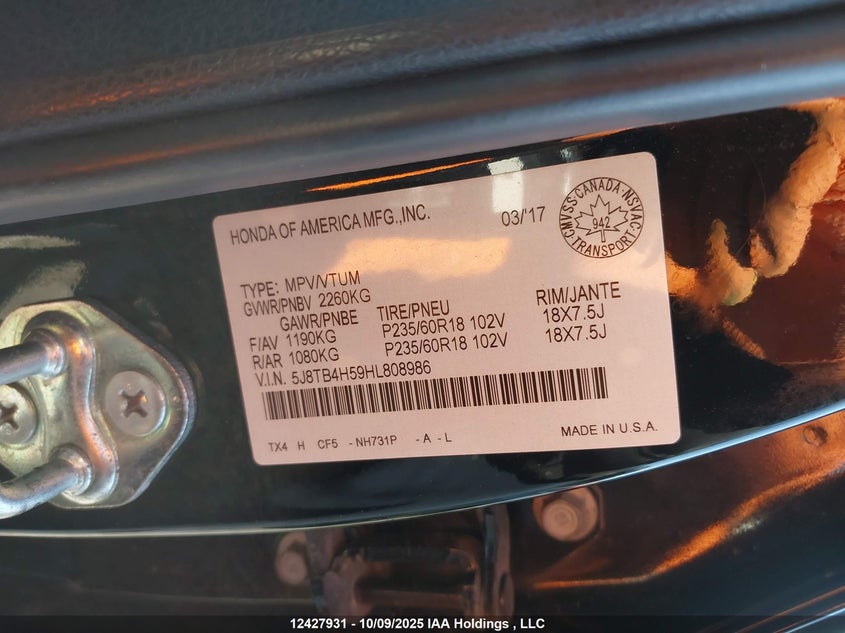 HONDA OF AMERICA MFG.,INC. 03/'17
CMVSS·CANADA·NSVAC
942
TRANSPORT
TYPE: MPV/VTUM
GVWR/PNBV 2260KG
GAWR/PNBE TIRE/PNEU RIM/JANTE
F/AV 1190KG P235/60R18 102V 18X7.5J
R/AR 1080KG P235/60R18 102V 18X7.5J
V.I.N. 5J8TB4H59HL808986
TX4 H CF5 -NH731P -A -L MADE IN U.S.A.
12427931 - 10/09/2025 IAA Holdings , LLC